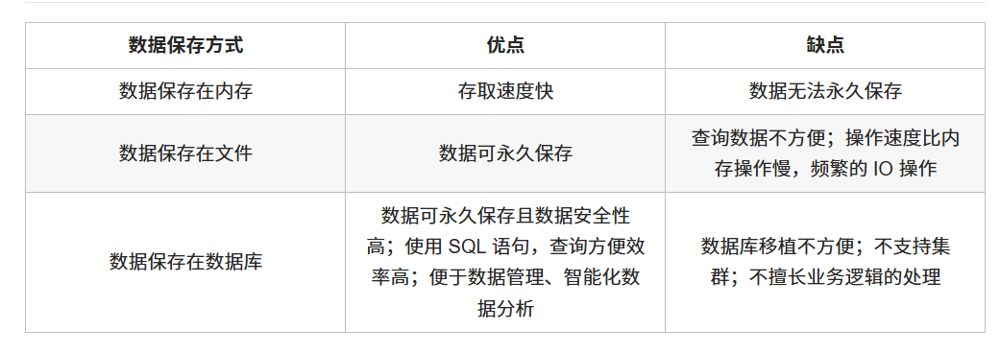 数据保存方式 优点 缺点
数据保存在内存 存取速度快 数据无法永久保存
数据保存在文件 数据可永久保存 查询数据不方便；操作速度比内
存操作慢，频繁的 IO 操作
数据保存在数据库
数据可永久保存且数据安全性
高；使用 SQL 语句，查询方便效
率高；便于数据管理、智能化数
据分析
数据库移植不方便；不支持集
群；不擅长业务逻辑的处理